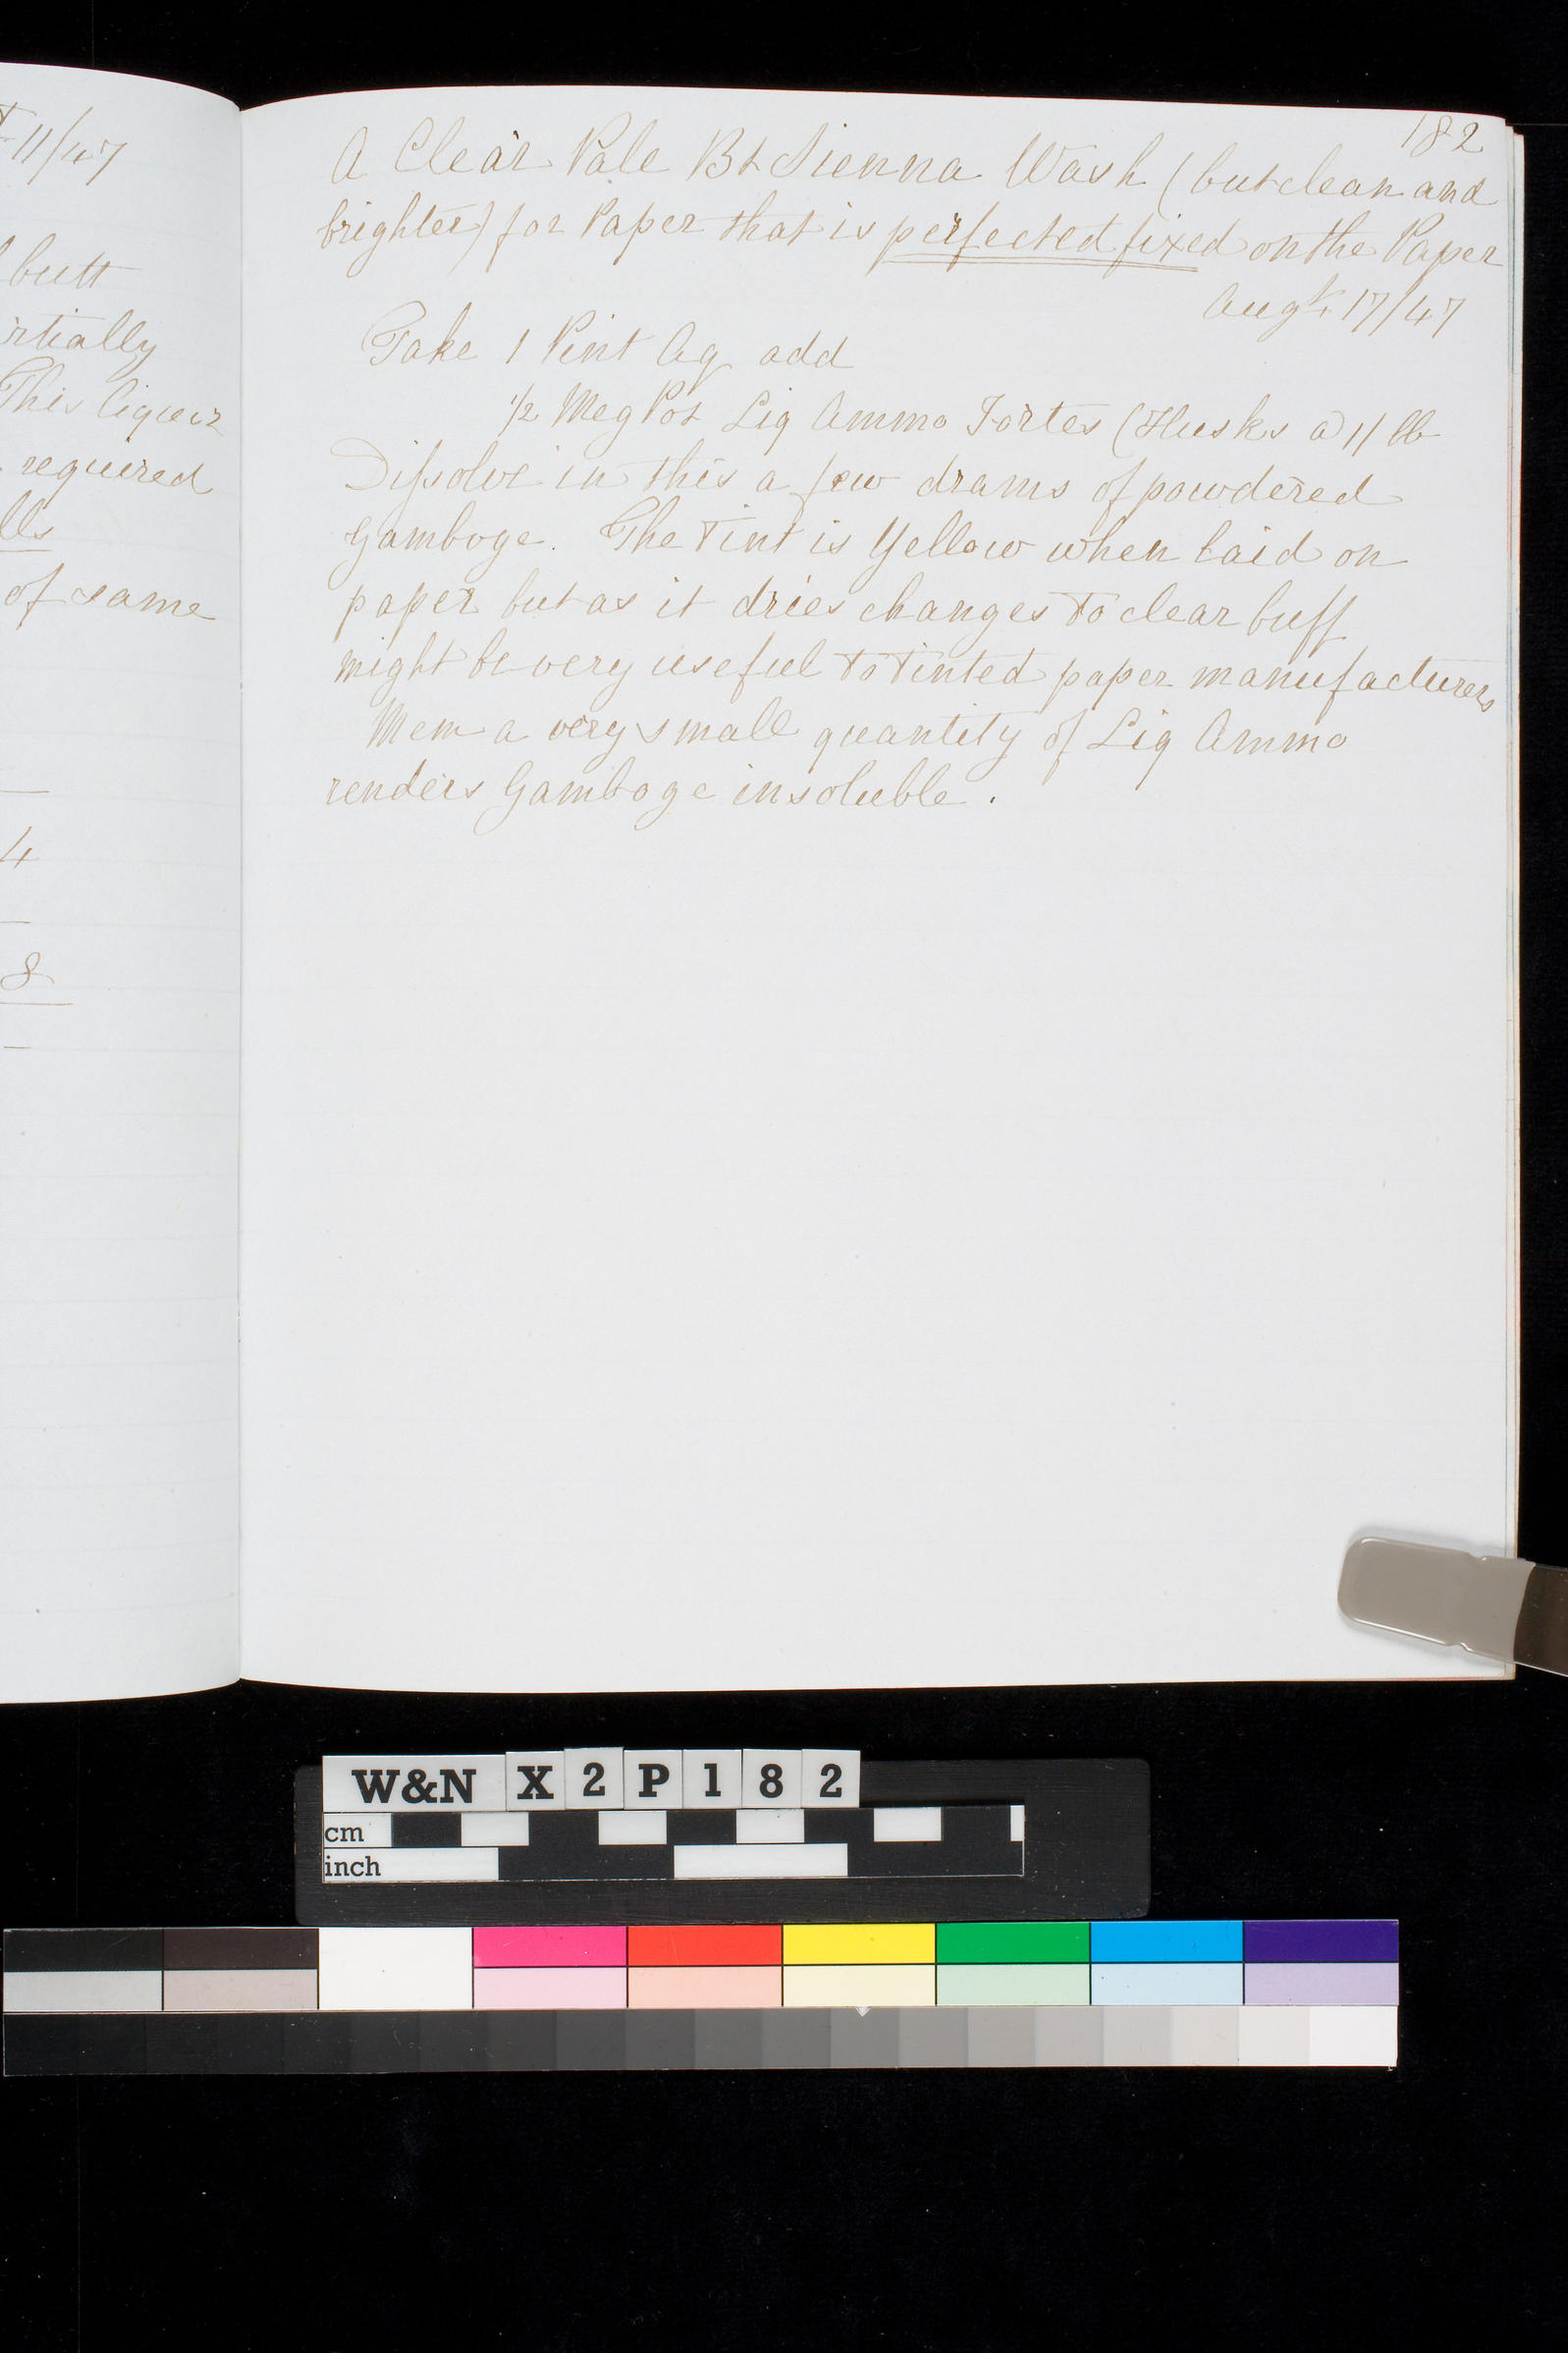 11/47
butt
rtially
This liquor
required
lls
of same
4
8
182
A Clear Pale Bt Sienna Wash (but clean and
brighter) for Paper that is perfected fixed on the Paper
Augt 17/47
Take 1 Pint Aq add
1/2 Meg Pot Liq Ammo Fortes (Husks a 1/ lb
Dissolve in this a few drams of powdered
Gamboge. The Tint is Yellow when laid on
paper but as it dries changes to clear buff
might be very useful to Tinted paper manufacturers
Mem a very small quantity of Liq Ammo
renders Gamboge insoluble.
W&N X 2 P 1 8 2
cm
inch